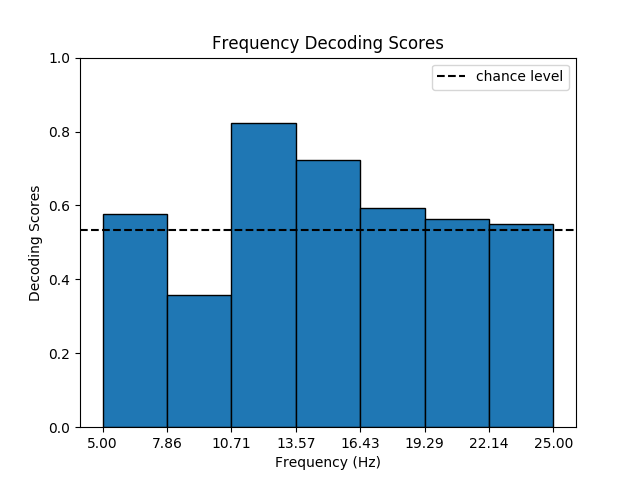 Frequency Decoding Scores
chance level
1.0
0.8
0.6
0.4
0.2
0.0
Decoding Scores
5.00 7.86 10.71 13.57 16.43 19.29 22.14 25.00
Frequency (Hz)